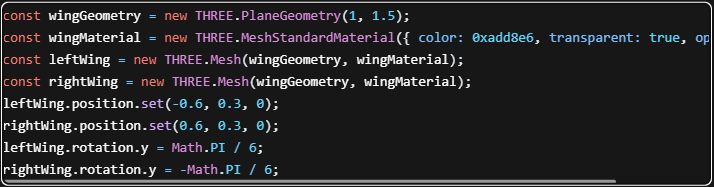 const wingGeometry = new THREE.PlaneGeometry(1, 1.5);
const wingMaterial = new THREE.MeshStandardMaterial({ color: 0xadd8e6, transparent: true, op
const leftWing = new THREE.Mesh(wingGeometry, wingMaterial);
const rightWing = new THREE.Mesh(wingGeometry, wingMaterial);
leftWing.position.set(-0.6, 0.3, 0);
rightWing.position.set(0.6, 0.3, 0);
leftWing.rotation.y = Math.PI / 6;
rightWing.rotation.y = -Math.PI / 6;